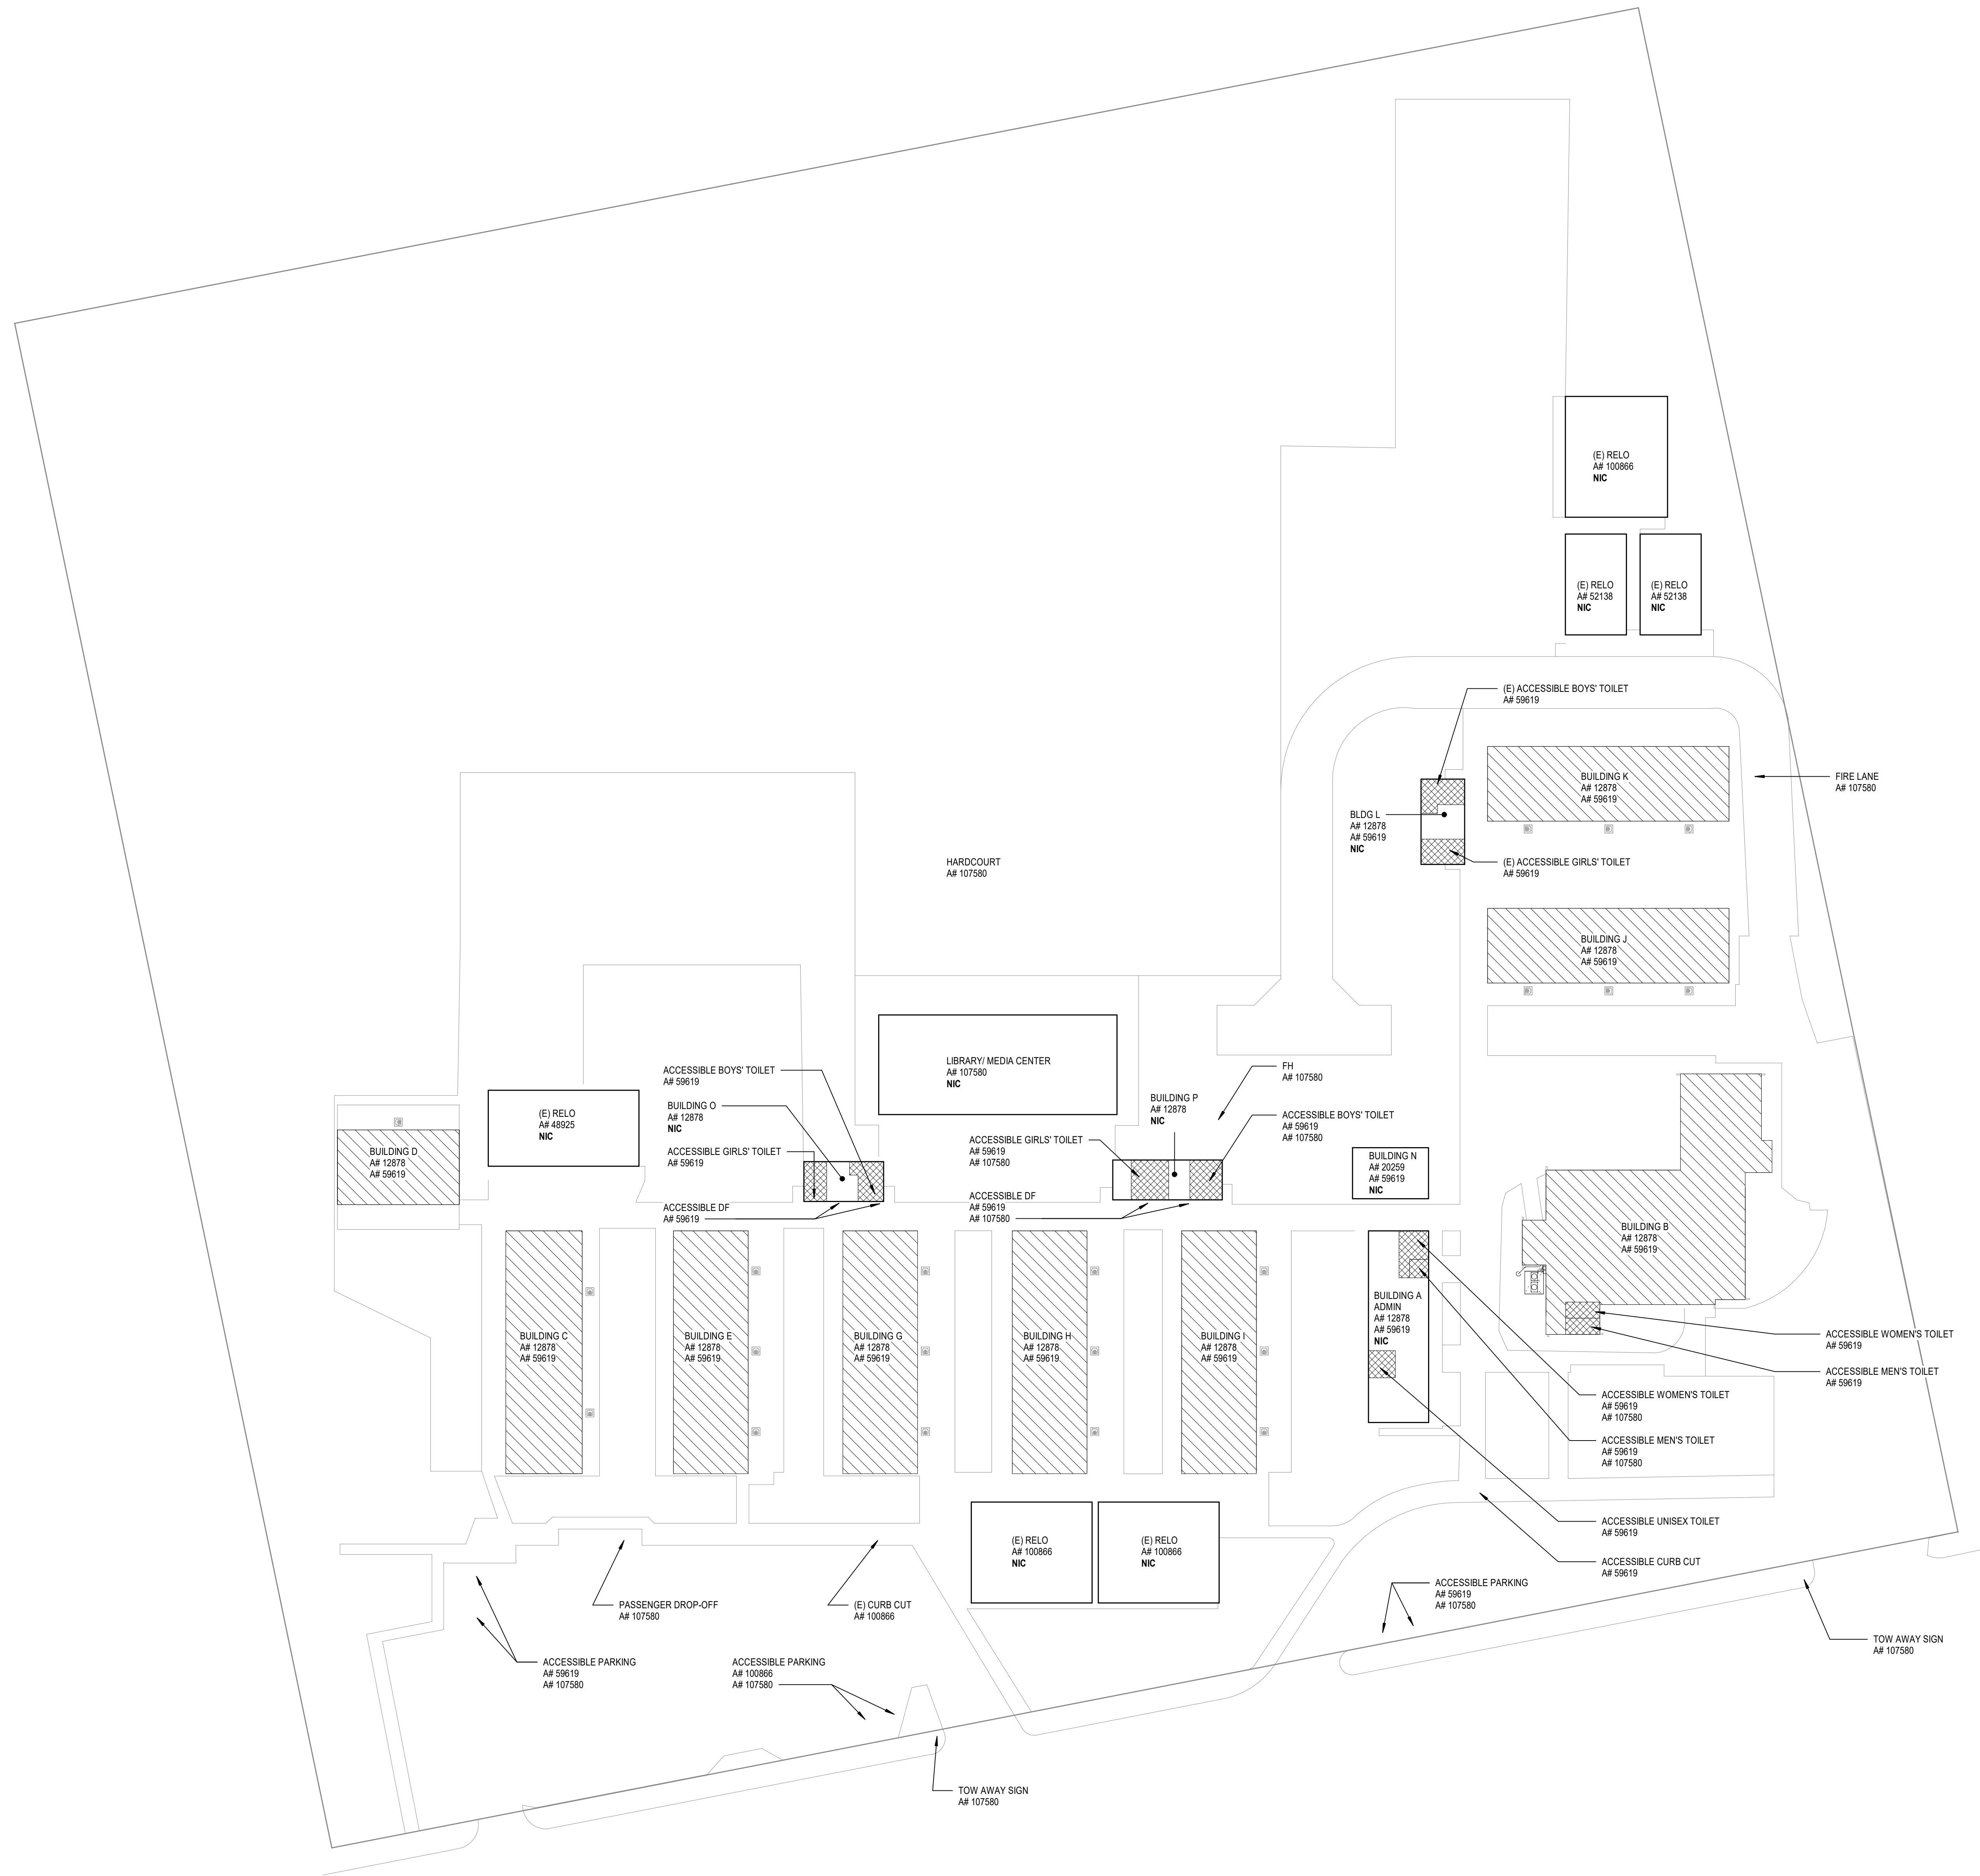 (E) RELO
A# 100866
NIC
(E) RELO
A# 52138
NIC
(E) RELO
A# 52138
NIC
(E) ACCESSIBLE BOYS' TOILET
A# 59619
BUILDING K
A# 12878
A# 59619
FIRE LANE
A# 107580
BLDG L
A# 12878
A# 59619
NIC
(E) ACCESSIBLE GIRLS' TOILET
A# 59619
HARDCOURT
A# 107580
BUILDING J
A# 12878
A# 59619
LIBRARY/ MEDIA CENTER
A# 107580
NIC
ACCESSIBLE BOYS' TOILET
A# 59619
FH
A# 107580
BUILDING O
A# 12878
NIC
BUILDING P
A# 12878
NIC
(E) RELO
A# 48925
NIC
ACCESSIBLE BOYS' TOILET
A# 59619
A# 107580
BUILDING D
A# 12878
A# 59619
ACCESSIBLE GIRLS' TOILET
A# 59619
ACCESSIBLE GIRLS' TOILET
A# 59619
A# 107580
BUILDING N
A# 20259
A# 59619
NIC
ACCESSIBLE DF
A# 59619
ACCESSIBLE DF
A# 59619
A# 107580
BUILDING B
A# 12878
A# 59619
BUILDING C
A# 12878
A# 59619
BUILDING E
A# 12878
A# 59619
BUILDING G
A# 12878
A# 59619
BUILDING H
A# 12878
A# 59619
BUILDING I
A# 12878
A# 59619
BUILDING A
ADMIN
A# 12878
A# 59619
NIC
ACCESSIBLE WOMEN'S TOILET
A# 59619
ACCESSIBLE MEN'S TOILET
A# 59619
ACCESSIBLE WOMEN'S TOILET
A# 59619
A# 107580
ACCESSIBLE MEN'S TOILET
A# 59619
A# 107580
ACCESSIBLE UNISEX TOILET
A# 59619
ACCESSIBLE CURB CUT
A# 59619
(E) RELO
A# 100866
NIC
(E) RELO
A# 100866
NIC
ACCESSIBLE PARKING
A# 59619
A# 107580
PASSENGER DROP-OFF
A# 107580
(E) CURB CUT
A# 100866
TOW AWAY SIGN
A# 107580
ACCESSIBLE PARKING
A# 59619
A# 107580
ACCESSIBLE PARKING
A# 100866
A# 107580
TOW AWAY SIGN
A# 107580